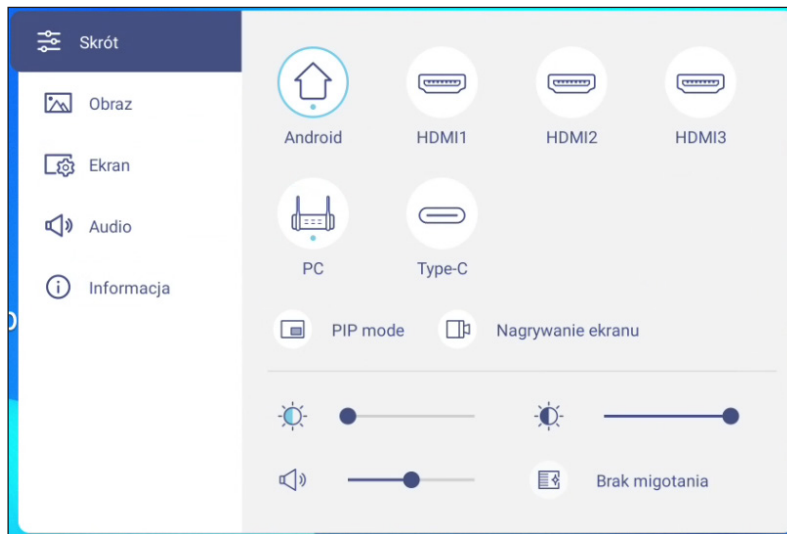 Skrót
Obraz
Ekran
Audio
Informacja
Android HDMI1 HDMI2 HDMI3
PC Type-C
PIP mode Nagrywanie ekranu
Brak migotania